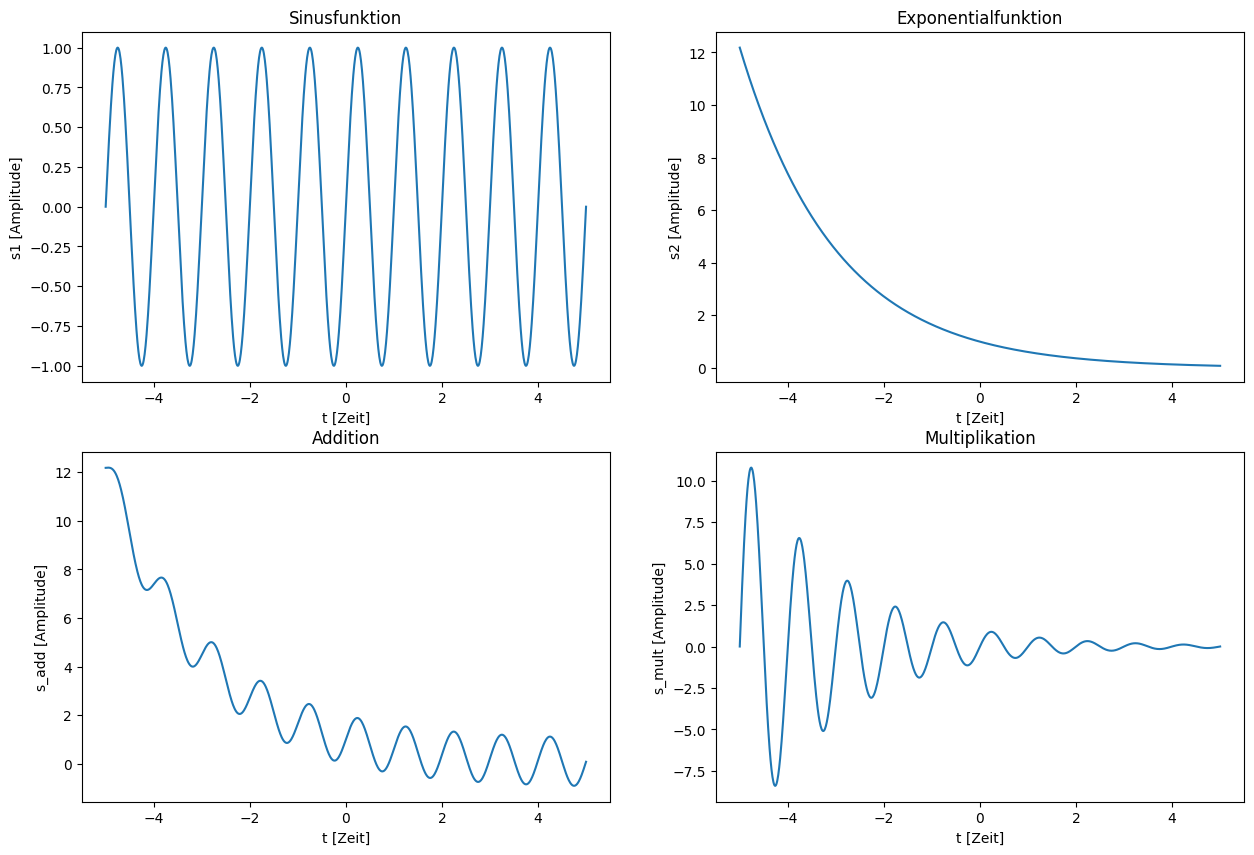 Sinusfunktion
1.00
0.75
0.50
0.25
0.00
−0.25
−0.50
−0.75
−1.00
s1 [Amplitude]
−4 −2 0 2 4
t [Zeit]
Exponentialfunktion
12
10
8
6
4
2
0
s2 [Amplitude]
−4 −2 0 2 4
t [Zeit]
Addition
12
10
8
6
4
2
0
s_add [Amplitude]
−4 −2 0 2 4
t [Zeit]
Multiplikation
10.0
7.5
5.0
2.5
0.0
−2.5
−5.0
−7.5
s_mult [Amplitude]
−4 −2 0 2 4
t [Zeit]